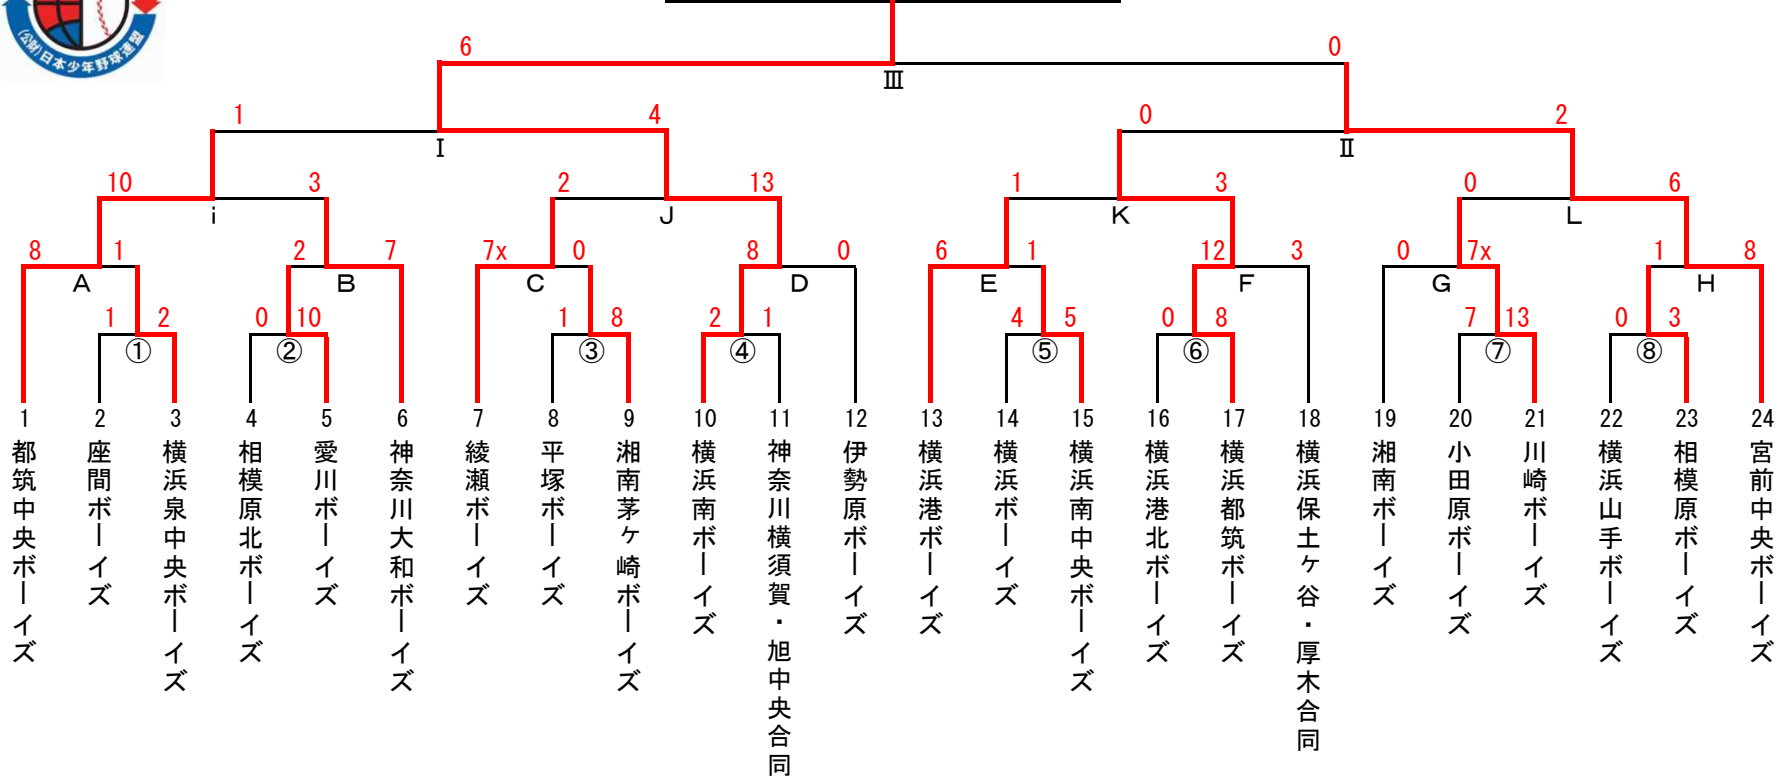 (公財)日本少年野球連盟
6 0
Ⅲ
1 4 0 2
Ⅰ Ⅱ
10 3 2 13 1 3 0 6
i J K L
8 1 2 7 7x 0 8 0 6 1 12 3 0 7x 1 8
A B C D E F G H
1 2 0 10 1 8 2 1 4 5 0 8 7 13 0 3
① ② ③ ④ ⑤ ⑥ ⑦ ⑧
1 都筑中央ボーイズ
2 座間ボーイズ
3 横浜泉中央ボーイズ
4 相模原北ボーイズ
5 愛川ボーイズ
6 神奈川大和ボーイズ
7 綾瀬ボーイズ
8 平塚ボーイズ
9 湘南茅ケ崎ボーイズ
10 横浜南ボーイズ
11 神奈川横須賀・旭中央合同
12 伊勢原ボーイズ
13 横浜港ボーイズ
14 横浜ボーイズ
15 横浜南中央ボーイズ
16 横浜港北ボーイズ
17 横浜都筑ボーイズ
18 横浜保土ケ谷・厚木合同
19 湘南ボーイズ
20 小田原ボーイズ
21 川崎ボーイズ
22 横浜山手ボーイズ
23 相模原ボーイズ
24 宮前中央ボーイズ